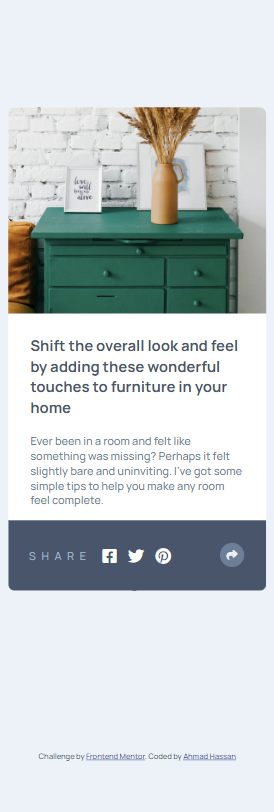 love
will
keep us
alive
Shift the overall look and feel
by adding these wonderful
touches to furniture in your
home
Ever been in a room and felt like
something was missing? Perhaps it felt
slightly bare and uninviting. I've got some
simple tips to help you make any room
feel complete.
SHARE
Challenge by Frontend Mentor. Coded by Ahmad Hassan